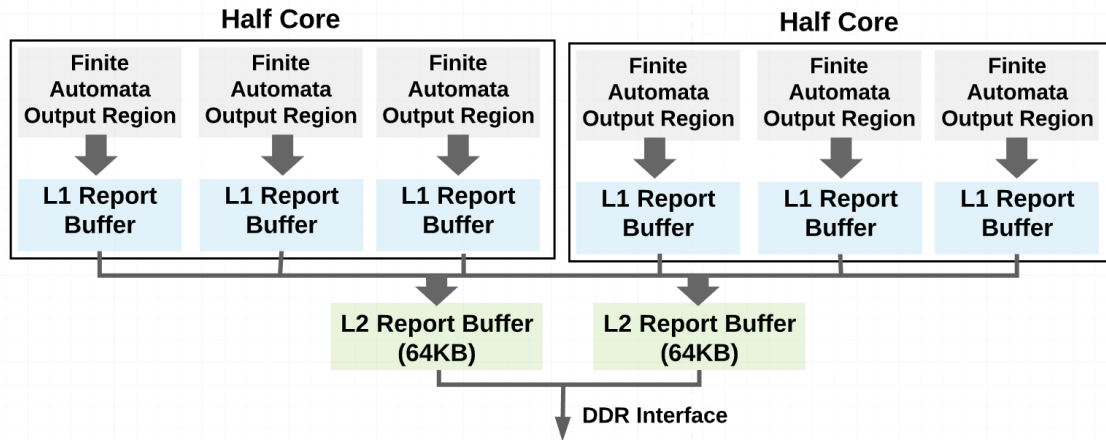 Half Core
Half Core
Finite
Automata
Output Region
Finite
Automata
Output Region
Finite
Automata
Output Region
Finite
Automata
Output Region
Finite
Automata
Output Region
Finite
Automata
Output Region
L1 Report
Buffer
L1 Report
Buffer
L1 Report
Buffer
L1 Report
Buffer
L1 Report
Buffer
L1 Report
Buffer
L2 Report Buffer
(64KB)
L2 Report Buffer
(64KB)
DDR Interface